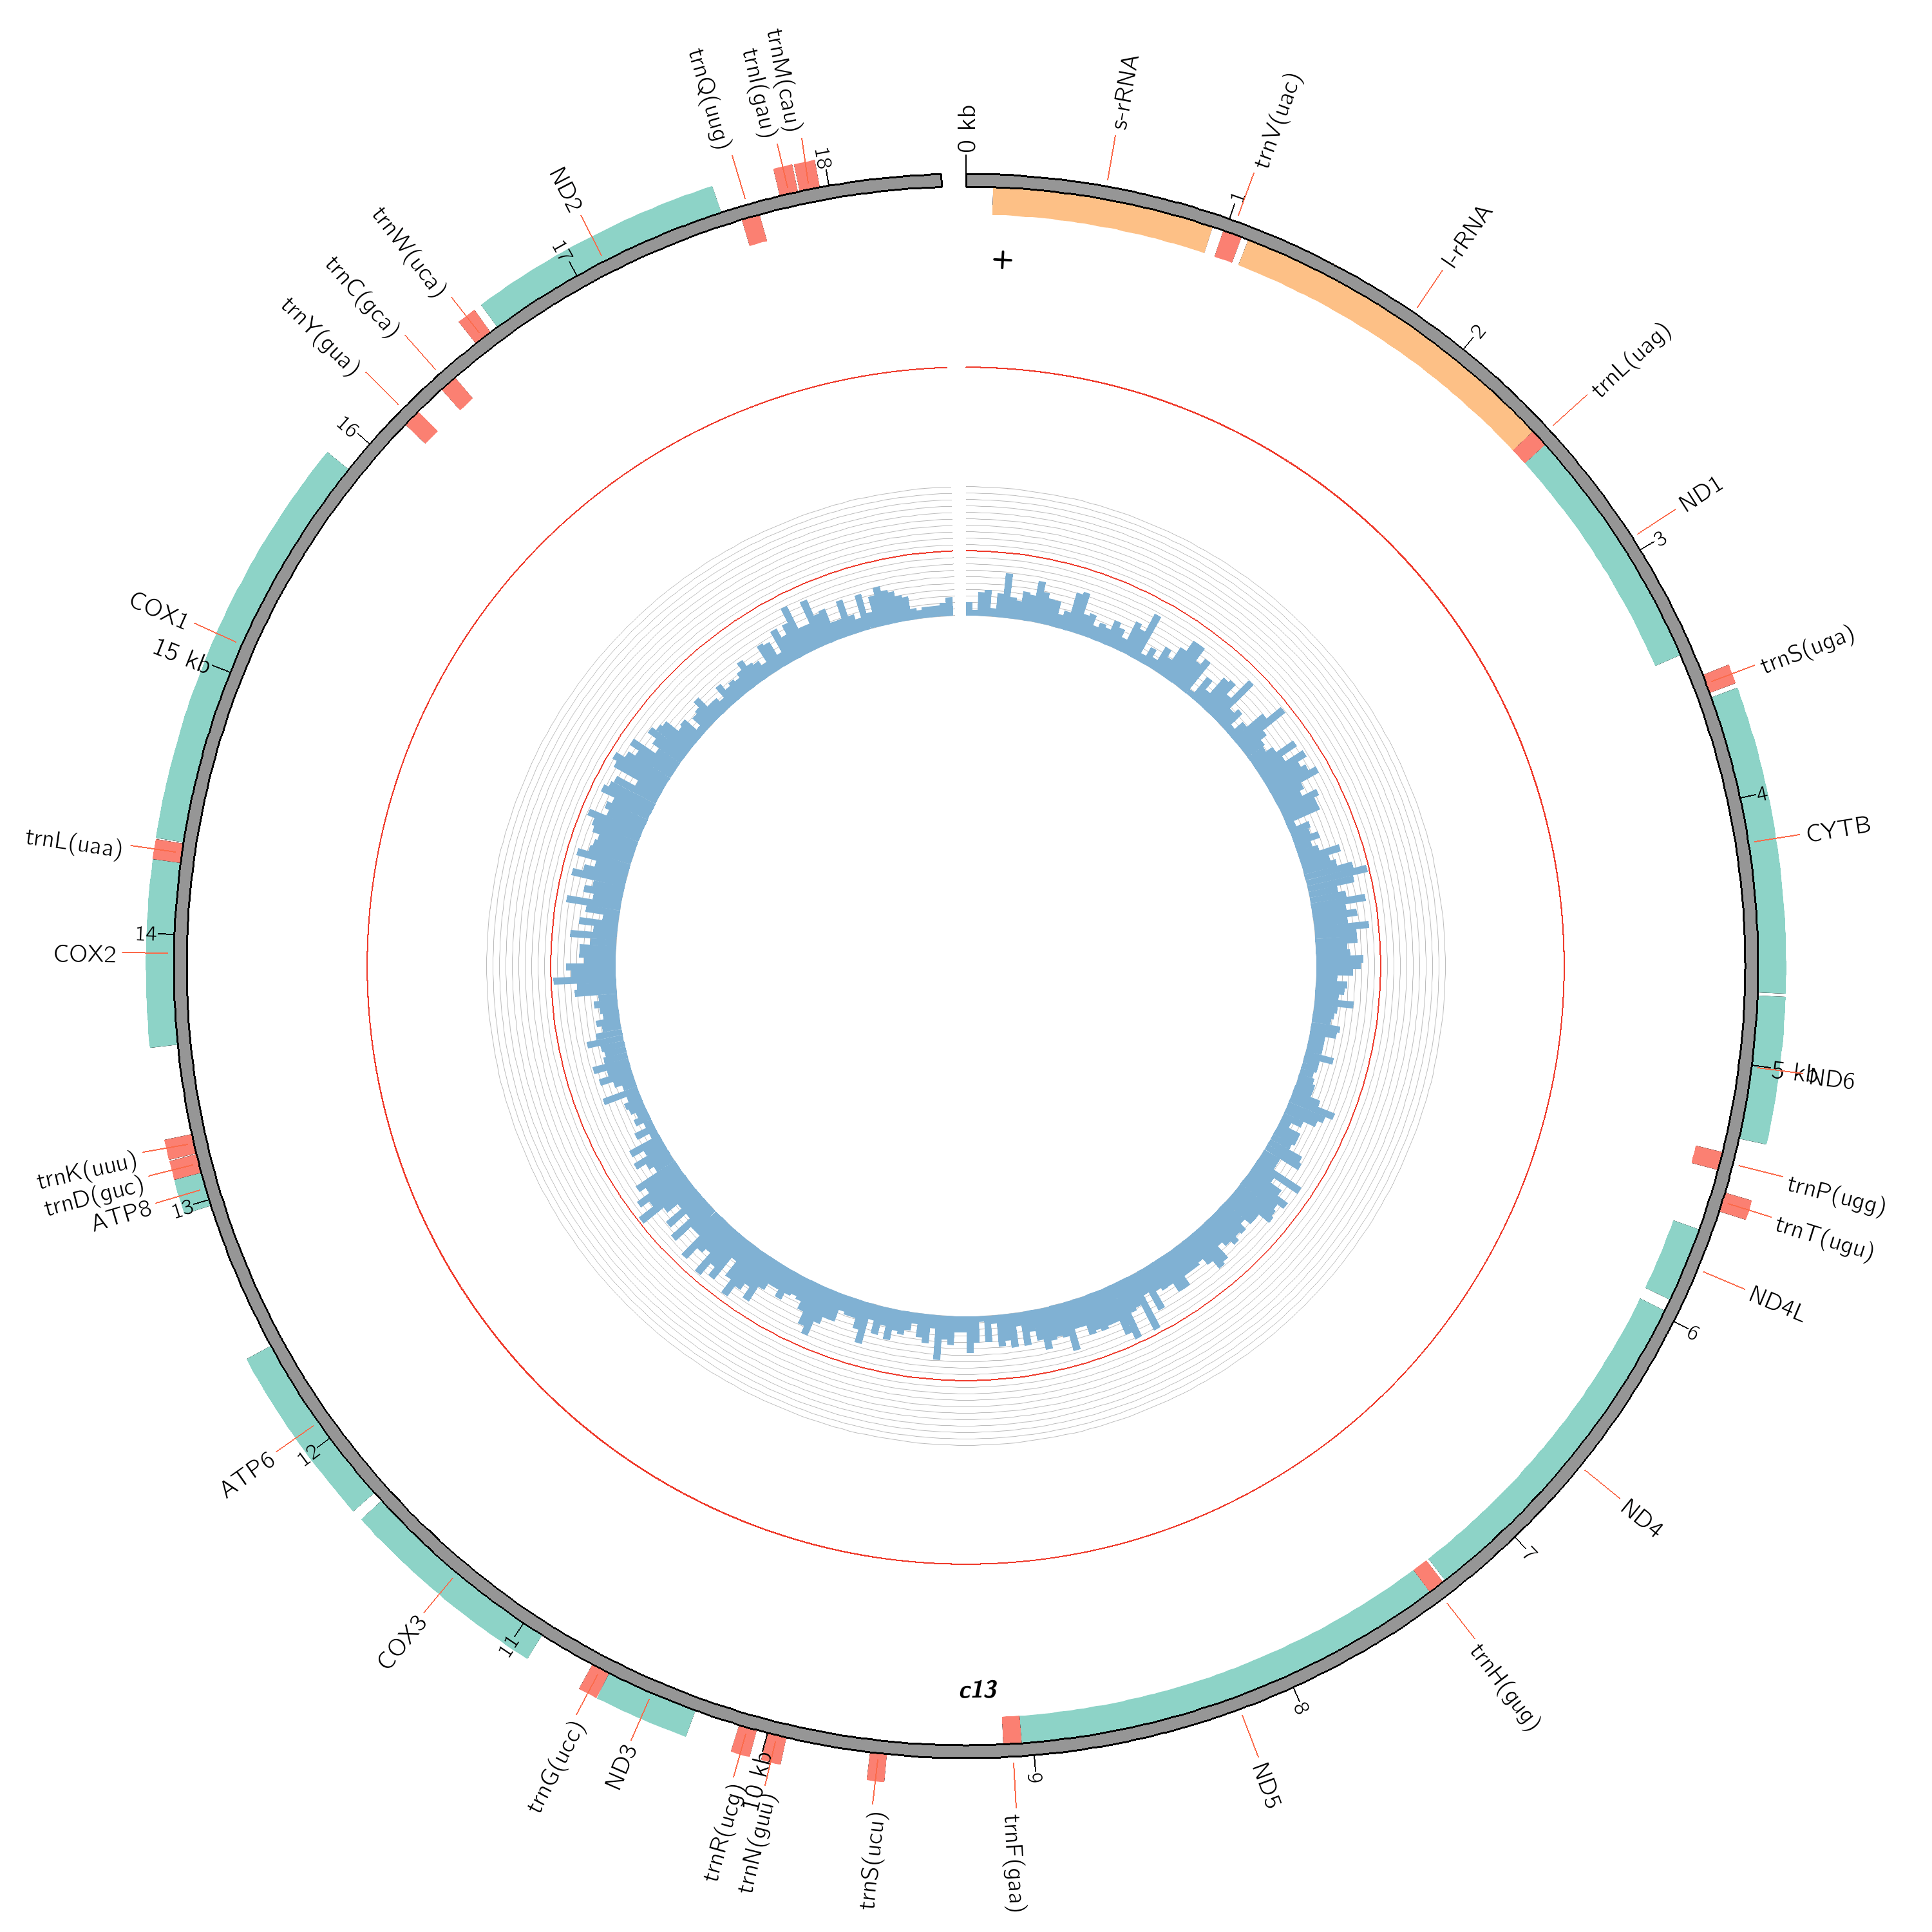 0 kb
s-rRNA
trnV(uac)
1
l-rRNA
2
trnL(uag)
ND1
3
trnS(uga)
4
CYTB
5 kb
ND6
trnP(ugg)
trnT(ugu)
ND4L
6
ND4
7
trnH(gug)
8
ND5
9
trnF(gaa)
c13
trnS(ucu)
10 kb
trnN(guu)
trnR(ucg)
ND3
trnG(ucc)
11
COX3
12
ATP6
13
ATP8
trnD(guc)
trnK(uuu)
14
COX2
trnL(uaa)
15 kb
COX1
16
trnY(gua)
trnC(gca)
trnW(uca)
17
ND2
trnQ(uug)
trnI(gau)
trnM(cau)
18
+